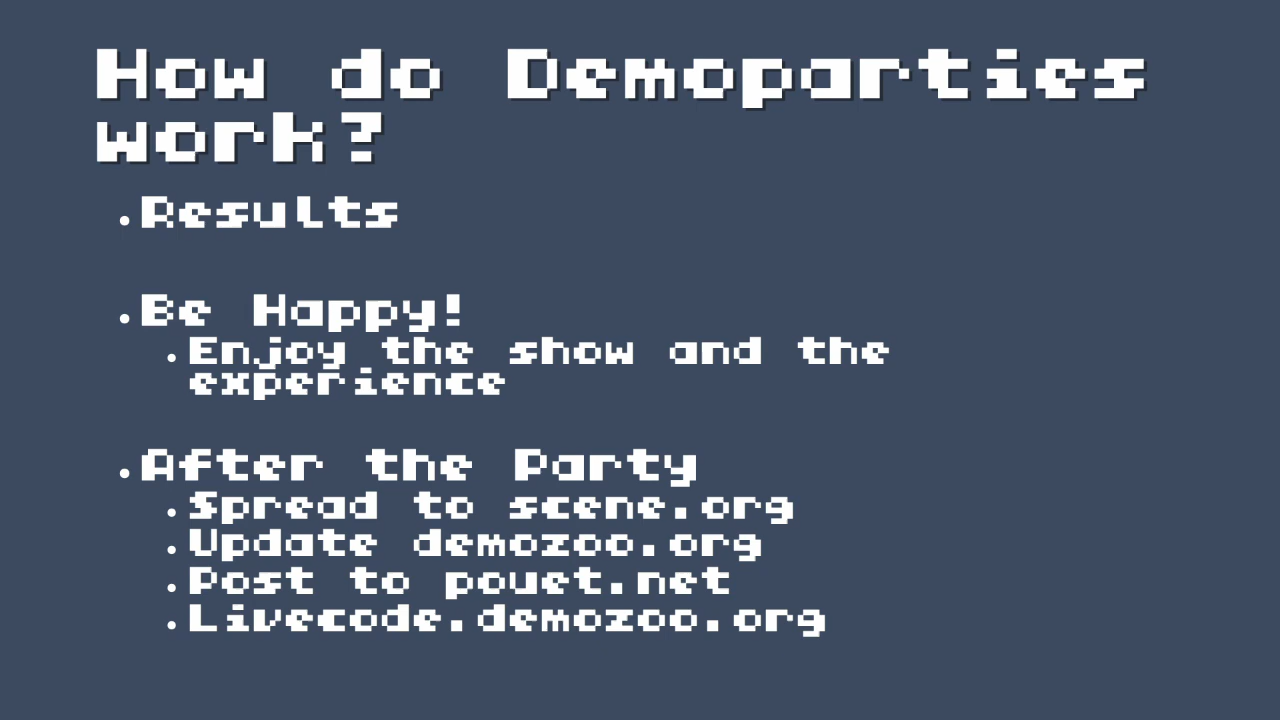 How do Demoparties
work?
• Results
• Be Happy!
• Enjoy the show and the
experience
• After the Party
• Spread to scene.org
• Update demozoo.org
• Post to pouet.net
• Livecode.demozoo.org